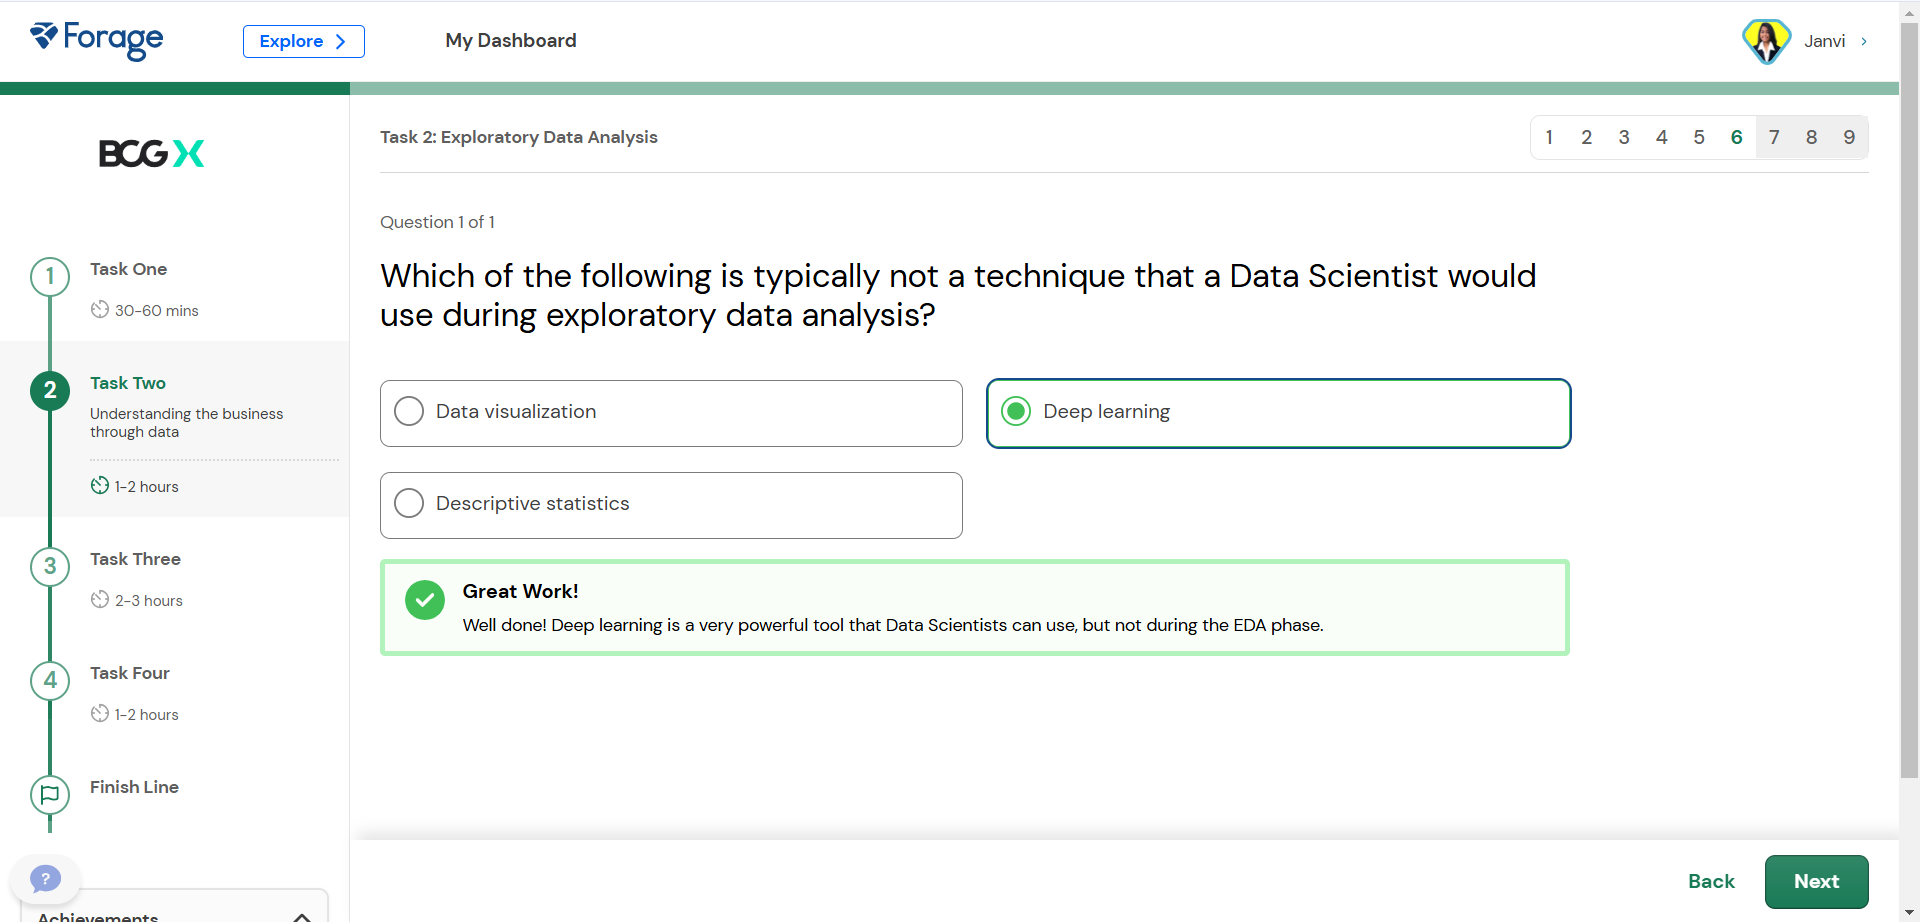 Forage
Explore
My Dashboard
Janvi
BCG X
Task 2: Exploratory Data Analysis
1 2 3 4 5 6 7 8 9
Question 1 of 1
Which of the following is typically not a technique that a Data Scientist would
use during exploratory data analysis?
Data visualization
Deep learning
Descriptive statistics
Great Work!
Well done! Deep learning is a very powerful tool that Data Scientists can use, but not during the EDA phase.
1
Task One
30-60 mins
2
Task Two
Understanding the business
through data
1-2 hours
3
Task Three
2-3 hours
4
Task Four
1-2 hours
Finish Line
?
Achievements
Back
Next